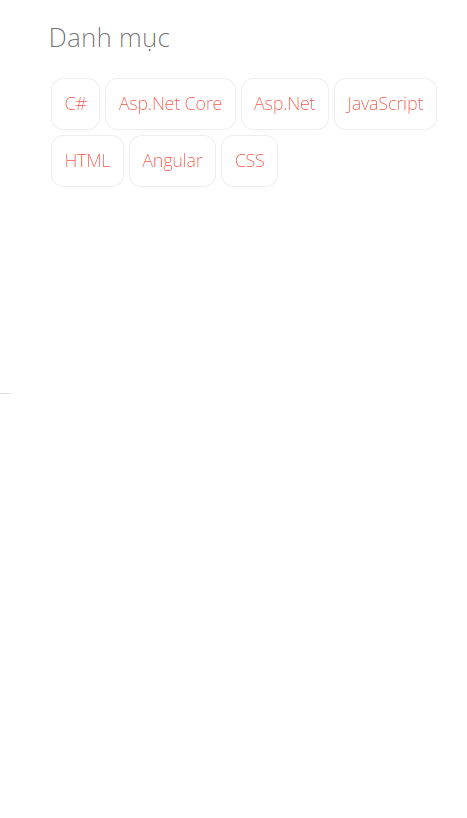 Danh mục
C# Asp.Net Core Asp.Net JavaScript
HTML Angular CSS